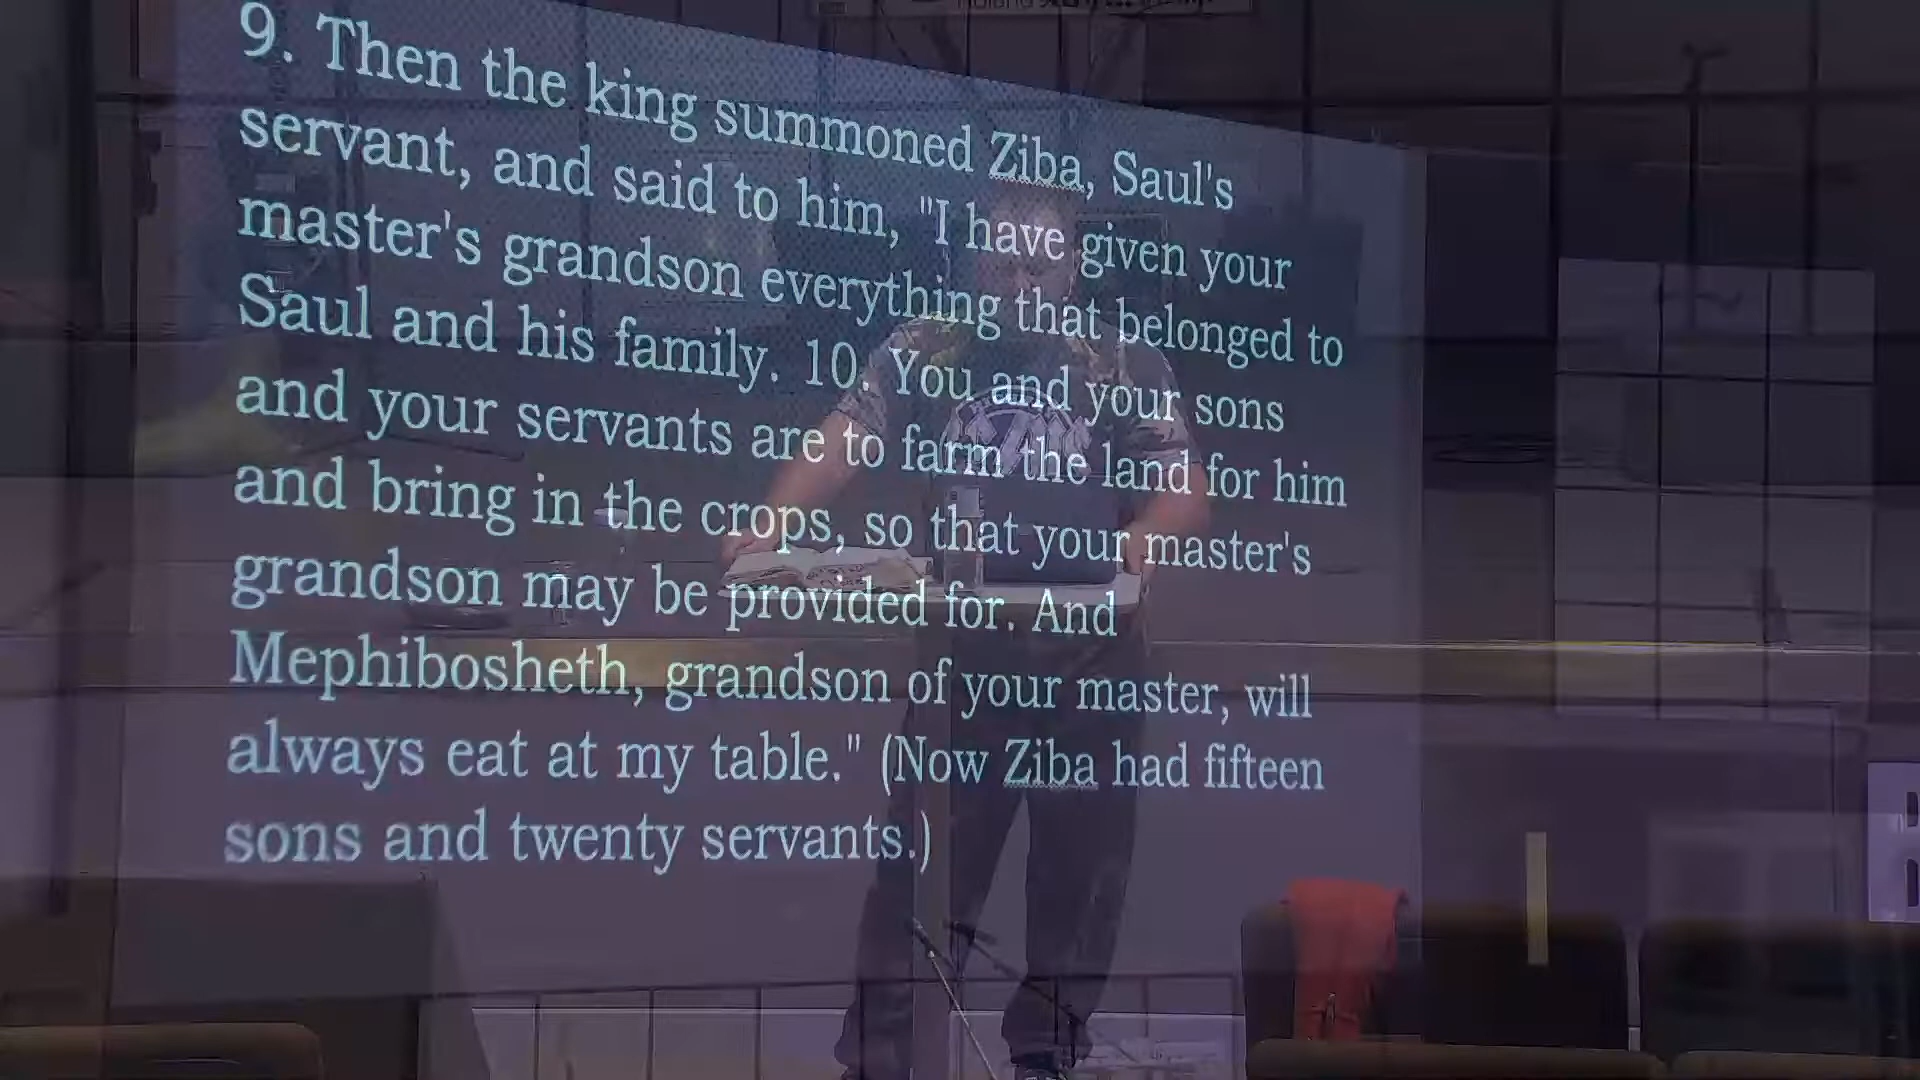 9. Then the king summoned Ziba, Saul's
servant, and said to him, "I have given your
master's grandson everything that belonged to
Saul and his family. 10. You and your sons
and your servants are to farm the land for him
and bring in the crops, so that your master's
grandson may be provided for. And
Mephibosheth, grandson of your master, will
always eat at my table." (Now Ziba had fifteen
sons and twenty servants.)